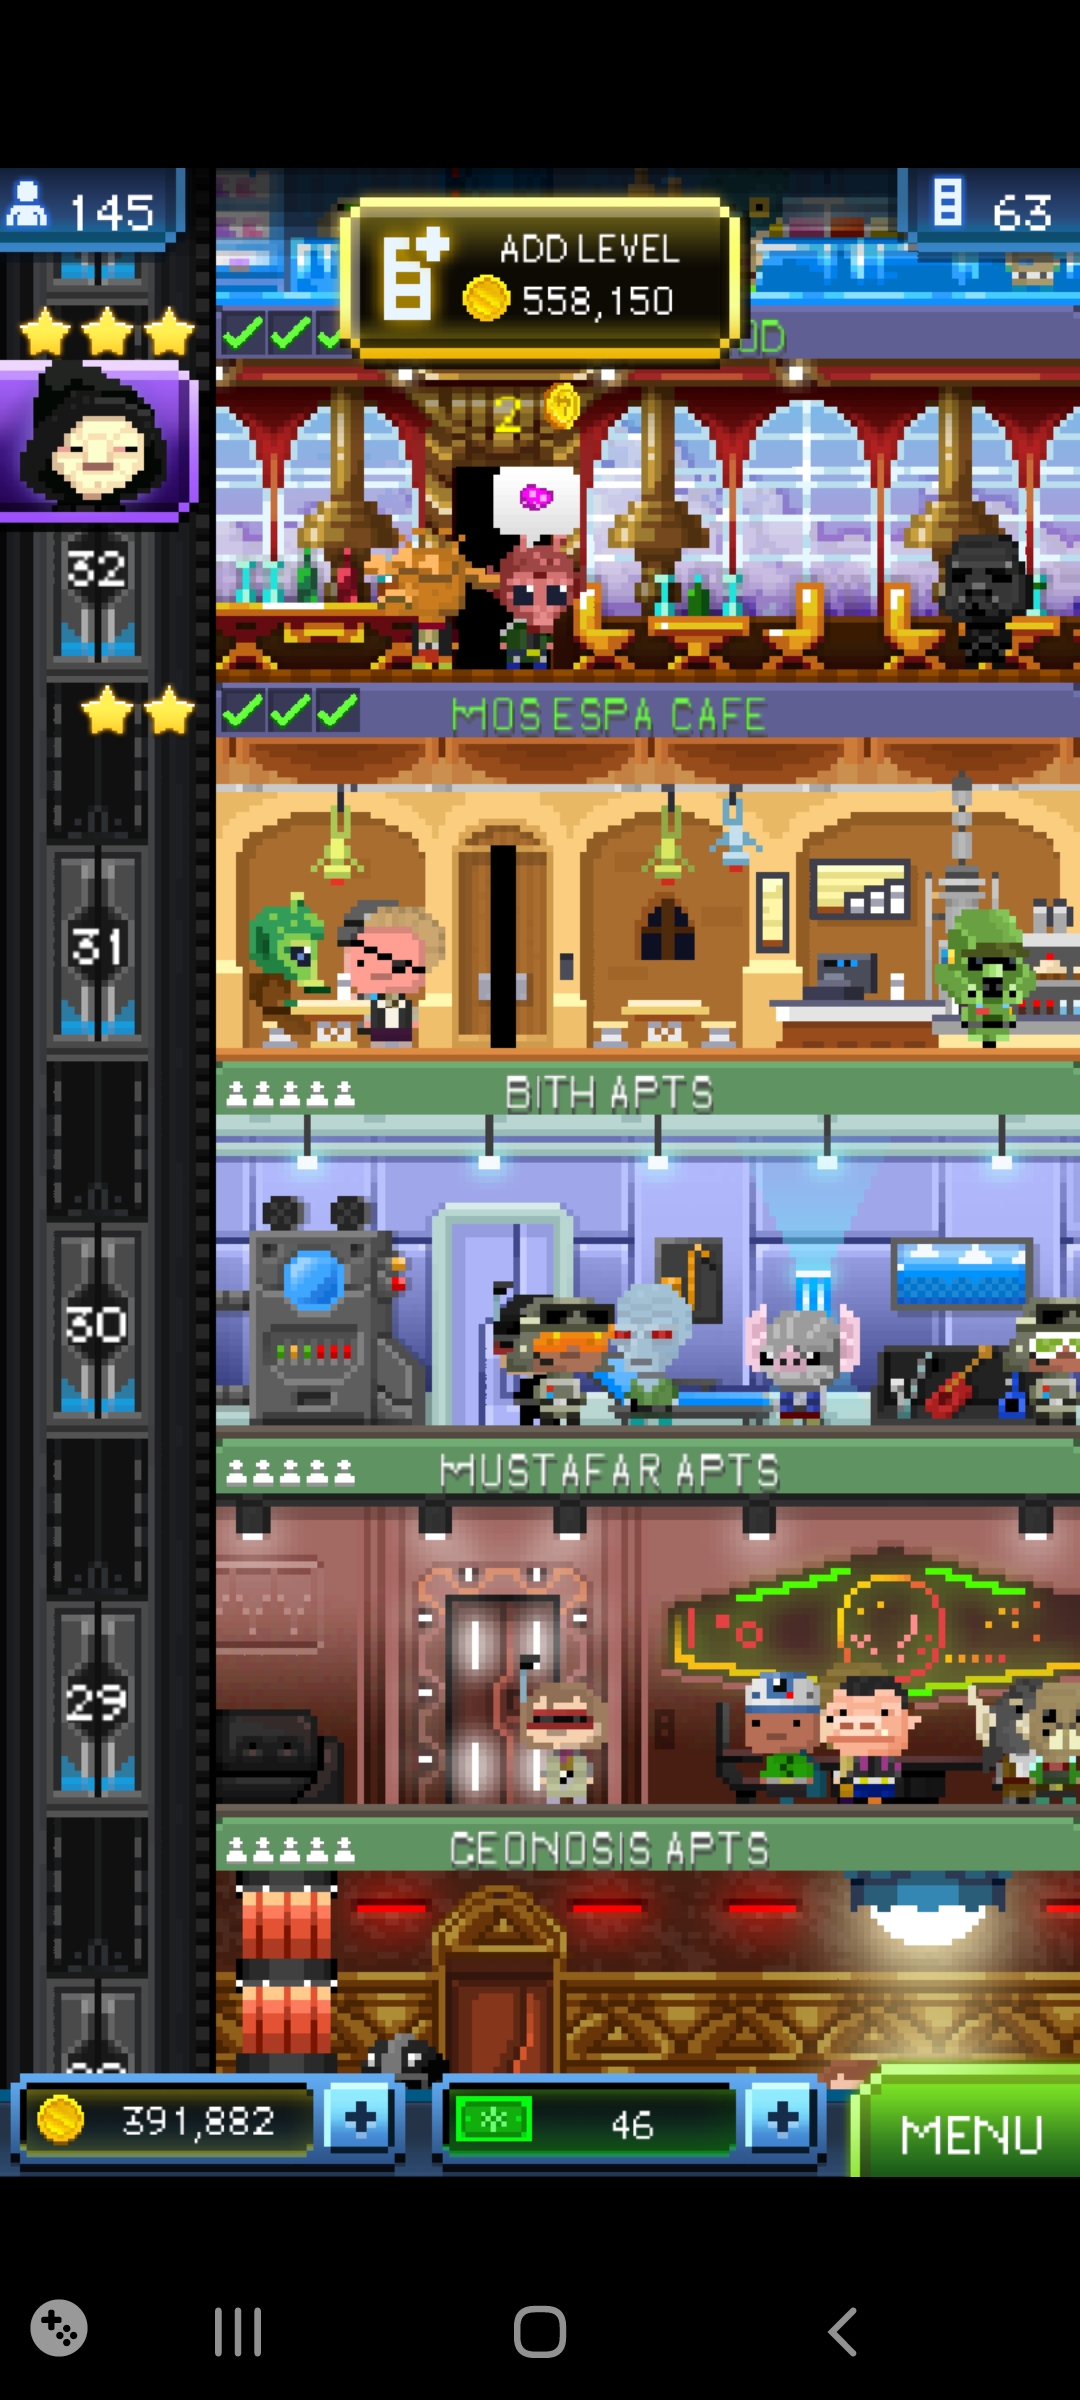 145
ADD LEVEL
558,150
63
OD
2
32
MOS ESPA CAFE
31
BITH APTS
30
MUSTAFAR APTS
29
GEONOSIS APTS
391,882
46
MENU